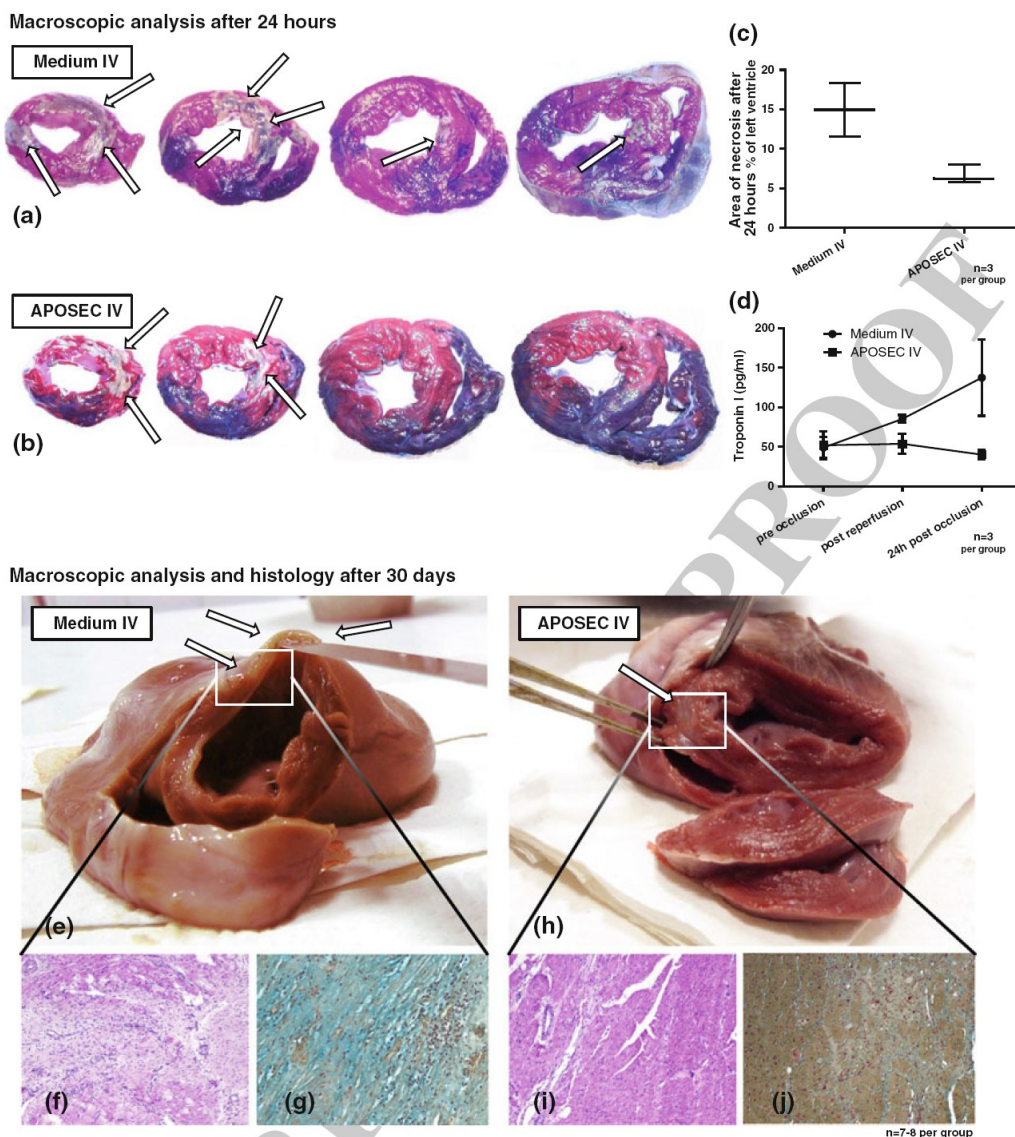 Macroscopic analysis after 24 hours
Medium IV
(a)
APOSEC IV
(b)
(c)
Area of necrosis after
24 hours % of left ventricle
20
15
10
5
0
Medium IV
APOSEC IV
n=3
per group
(d)
Medium IV
APOSEC IV
Troponin I (pg/ml)
200
150
100
50
0
pre occlusion
post reperfusion
24h post occlusion
n=3
per group
Macroscopic analysis and histology after 30 days
Medium IV
(e)
APOSEC IV
(h)
(f)
(g)
(i)
(j)
n=7-8 per group
PROOF